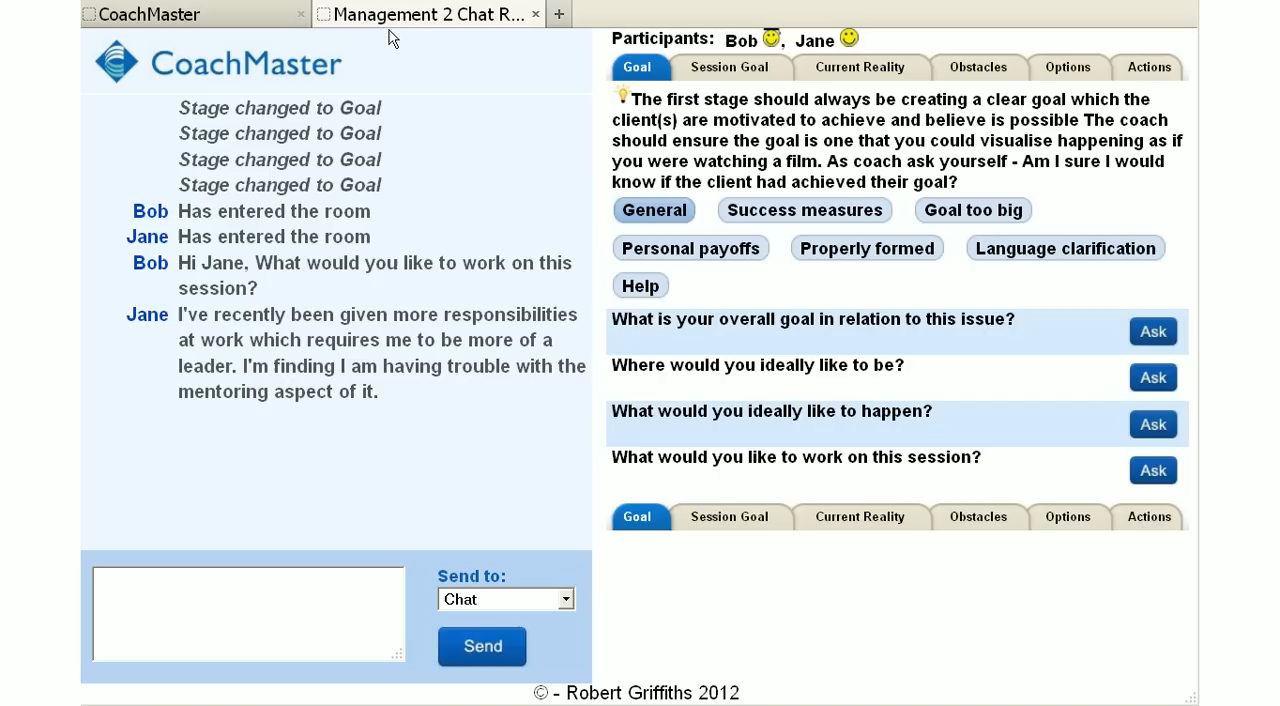 CoachMaster × Management 2 Chat R... × +
CoachMaster
Stage changed to Goal
Stage changed to Goal
Stage changed to Goal
Stage changed to Goal
Bob Has entered the room
Jane Has entered the room
Bob Hi Jane, What would you like to work on this
session?
Jane I've recently been given more responsibilities
at work which requires me to be more of a
leader. I'm finding I am having trouble with the
mentoring aspect of it.
Send to:
Chat
Send
Participants: Bob , Jane
Goal Session Goal Current Reality Obstacles Options Actions
The first stage should always be creating a clear goal which the
client(s) are motivated to achieve and believe is possible The coach
should ensure the goal is one that you could visualise happening as if
you were watching a film. As coach ask yourself - Am I sure I would
know if the client had achieved their goal?
General Success measures Goal too big
Personal payoffs Properly formed Language clarification
Help
What is your overall goal in relation to this issue? Ask
Where would you ideally like to be? Ask
What would you ideally like to happen? Ask
What would you like to work on this session? Ask
Goal Session Goal Current Reality Obstacles Options Actions
© - Robert Griffiths 2012